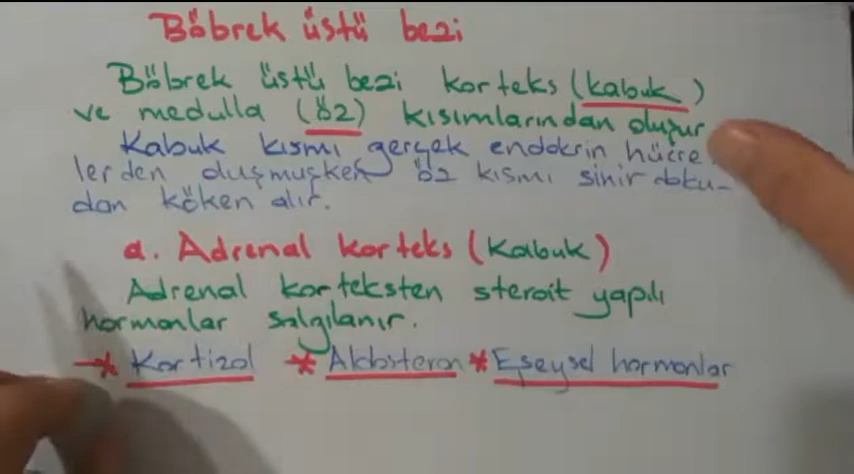 Böbrek üstü bezi
Böbrek üstü bezi korteks (kabuk)
ve medulla (öz) kısımlarından oluşur
Kabuk kısmı gerçek endokrin hücre
lerden oluşmuşken öz kısmı sinir doku-
dan köken alır.
a. Adrenal korteks (Kabuk)
Adrenal korteksten steroit yapılı
hormonlar salgılanır.
→* Kortizol * Aldosteron * Eşeysel hormonlar